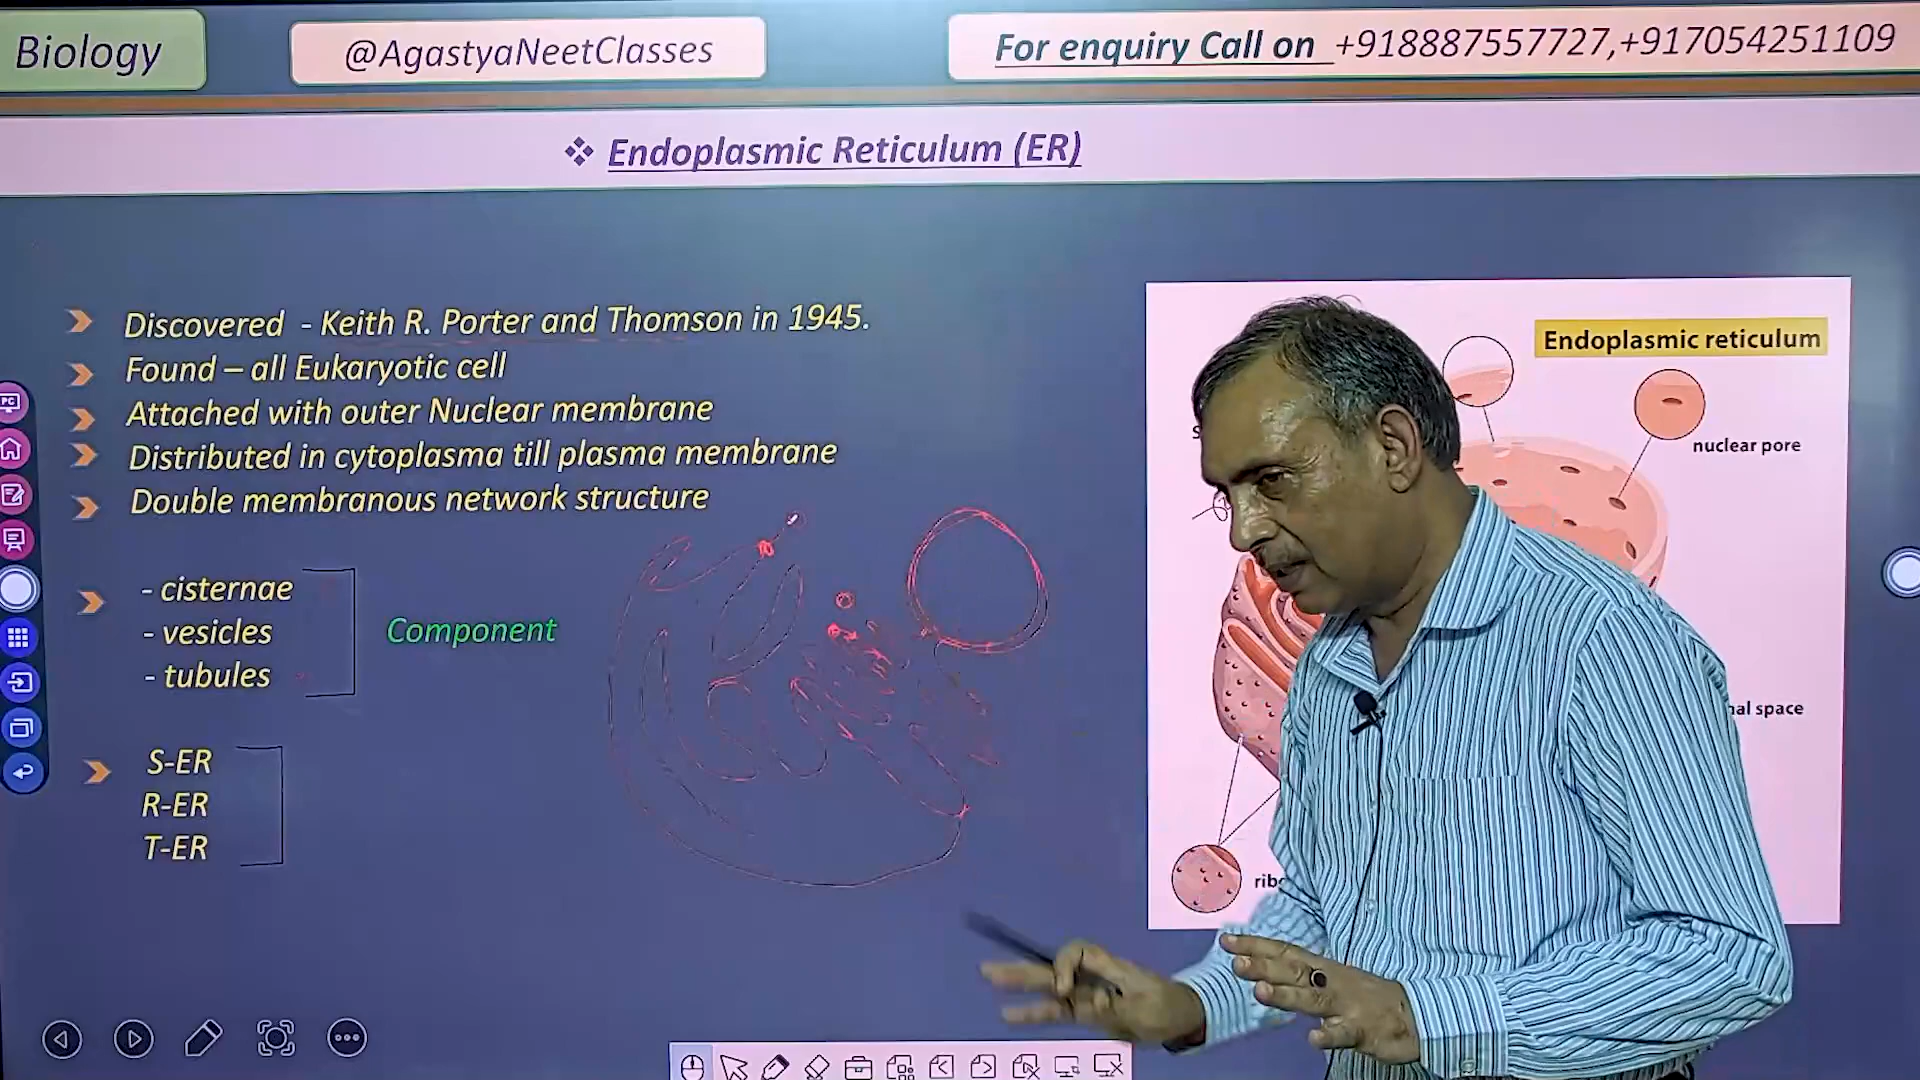 Biology
@AgastyaNeetClasses
For enquiry Call on +918887557727,+917054251109
❖ Endoplasmic Reticulum (ER)
Discovered - Keith R. Porter and Thomson in 1945.
Found – all Eukaryotic cell
Attached with outer Nuclear membrane
Distributed in cytoplasma till plasma membrane
Double membranous network structure
- cisternae
- vesicles
- tubules
Component
S-ER
R-ER
T-ER
Endoplasmic reticulum
nuclear pore
space
PC